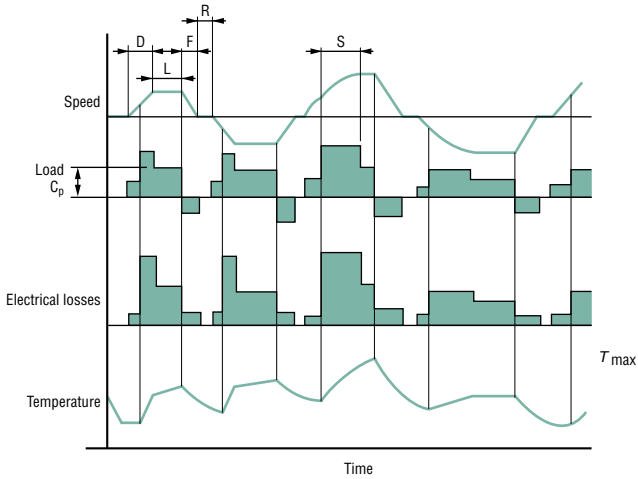 R
D
F
S
L
Speed
Load
Cp
Electrical losses
T max
Temperature
Time